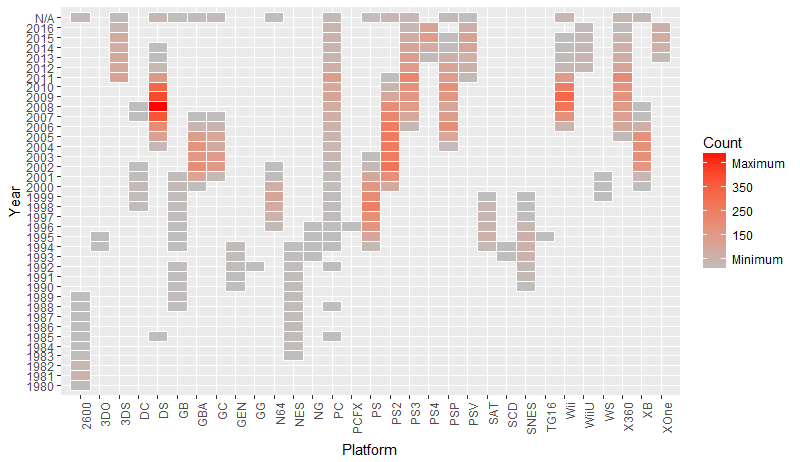 N/A
2016
2015
2014
2013
2012
2011
2010
2009
2008
2007
2006
2005
2004
2003
2002
2001
2000
1999
1998
1997
1996
1995
1994
1993
1992
1991
1990
1989
1988
1987
1986
1985
1984
1983
1982
1981
1980
Year
2600
3DO
3DS
DC
DS
GB
GBA
GC
GEN
GG
N64
NES
NG
PC
PCFX
PS
PS2
PS3
PS4
PSP
PSV
SAT
SCD
SNES
TG16
Wii
WiiU
WS
X360
XB
XOne
Platform
Count
Maximum
350
250
150
Minimum